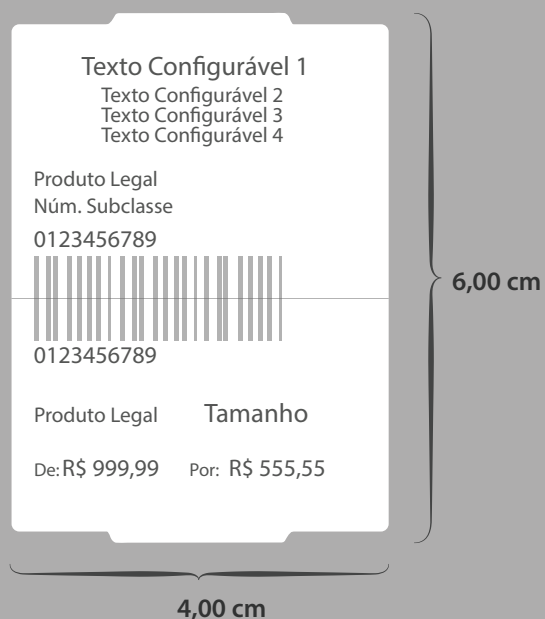 Texto Configurável 1
Texto Configurável 2
Texto Configurável 3
Texto Configurável 4
Produto Legal
Núm. Subclasse
0123456789
0123456789
Produto Legal Tamanho
De: R$ 999,99 Por: R$ 555,55
6,00 cm
4,00 cm